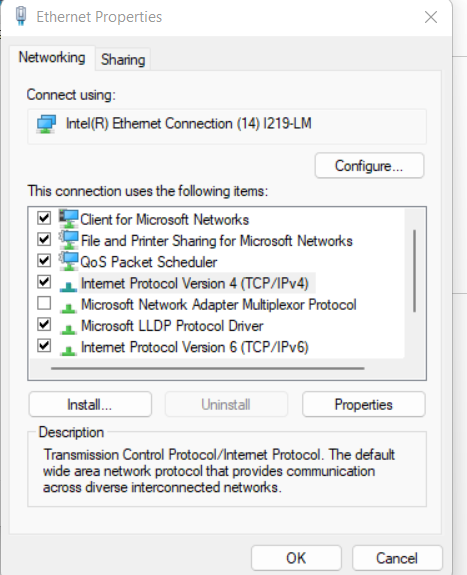 Ethernet Properties
Networking
Sharing
Connect using:
Intel(R) Ethernet Connection (14) I219-LM
Configure...
This connection uses the following items:
Client for Microsoft Networks
File and Printer Sharing for Microsoft Networks
QoS Packet Scheduler
Internet Protocol Version 4 (TCP/IPv4)
Microsoft Network Adapter Multiplexor Protocol
Microsoft LLDP Protocol Driver
Internet Protocol Version 6 (TCP/IPv6)
Install...
Uninstall
Properties
Description
Transmission Control Protocol/Internet Protocol. The default
wide area network protocol that provides communication
across diverse interconnected networks.
OK
Cancel